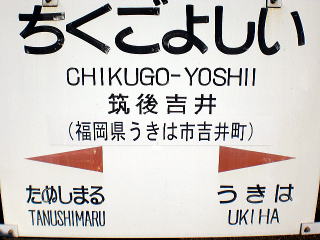 ちくごよしい
CHIKUGO-YOSHII
筑後吉井
(福岡県うきは市吉井町)
たぬしまる うきは
TANUSHIMARU UKIHA